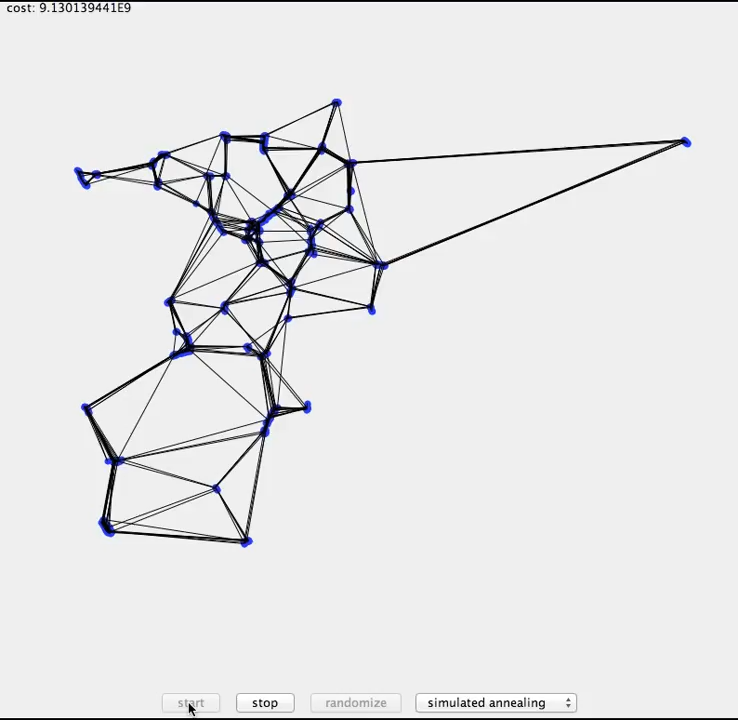 cost: 9.130139441E9
start
stop
randomize
simulated annealing